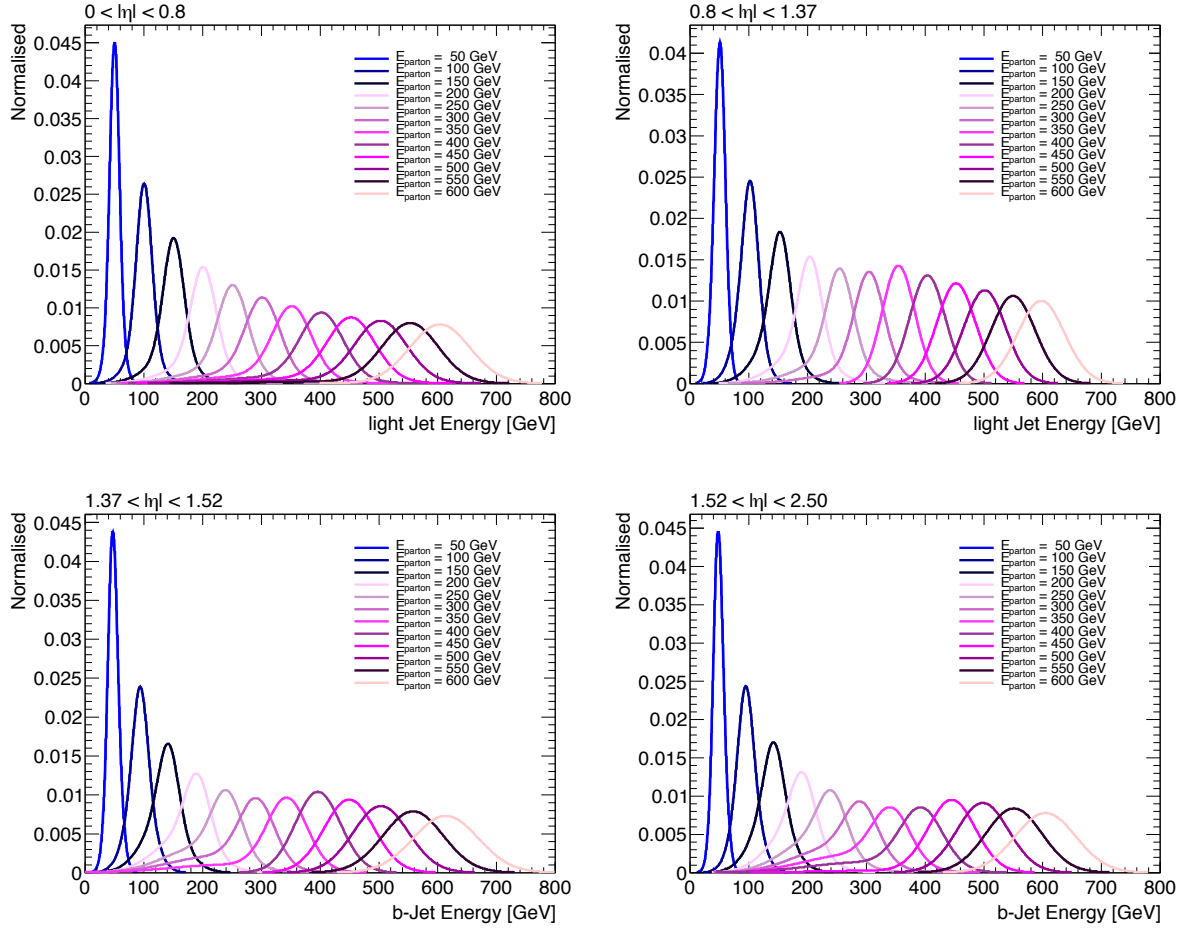 0 < |η| < 0.8
Normalised
0.045
0.04
0.035
0.03
0.025
0.02
0.015
0.01
0.005
0
E_parton = 50 GeV
E_parton = 100 GeV
E_parton = 150 GeV
E_parton = 200 GeV
E_parton = 250 GeV
E_parton = 300 GeV
E_parton = 350 GeV
E_parton = 400 GeV
E_parton = 450 GeV
E_parton = 500 GeV
E_parton = 550 GeV
E_parton = 600 GeV
0 100 200 300 400 500 600 700 800
light Jet Energy [GeV]
0.8 < |η| < 1.37
Normalised
0.045
0.04
0.035
0.03
0.025
0.02
0.015
0.01
0.005
0
E_parton = 50 GeV
E_parton = 100 GeV
E_parton = 150 GeV
E_parton = 200 GeV
E_parton = 250 GeV
E_parton = 300 GeV
E_parton = 350 GeV
E_parton = 400 GeV
E_parton = 450 GeV
E_parton = 500 GeV
E_parton = 550 GeV
E_parton = 600 GeV
0 100 200 300 400 500 600 700 800
light Jet Energy [GeV]
1.37 < |η| < 1.52
Normalised
0.045
0.04
0.035
0.03
0.025
0.02
0.015
0.01
0.005
0
E_parton = 50 GeV
E_parton = 100 GeV
E_parton = 150 GeV
E_parton = 200 GeV
E_parton = 250 GeV
E_parton = 300 GeV
E_parton = 350 GeV
E_parton = 400 GeV
E_parton = 450 GeV
E_parton = 500 GeV
E_parton = 550 GeV
E_parton = 600 GeV
0 100 200 300 400 500 600 700 800
b-Jet Energy [GeV]
1.52 < |η| < 2.50
Normalised
0.045
0.04
0.035
0.03
0.025
0.02
0.015
0.01
0.005
0
E_parton = 50 GeV
E_parton = 100 GeV
E_parton = 150 GeV
E_parton = 200 GeV
E_parton = 250 GeV
E_parton = 300 GeV
E_parton = 350 GeV
E_parton = 400 GeV
E_parton = 450 GeV
E_parton = 500 GeV
E_parton = 550 GeV
E_parton = 600 GeV
0 100 200 300 400 500 600 700 800
b-Jet Energy [GeV]